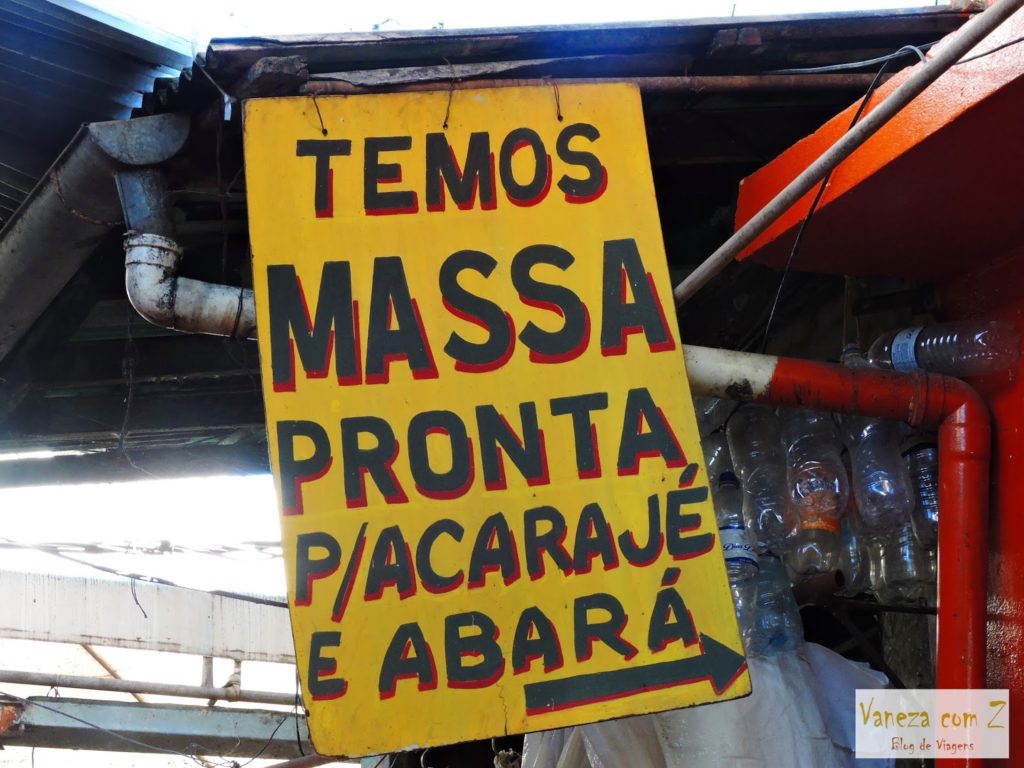 TEMOS
MASSA
PRONTA
P/ACARAJÉ
E ABARÁ
Vaneza com Z
Blog de Viagens